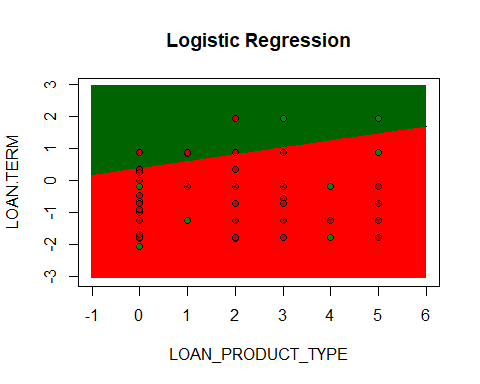 Logistic Regression
LOAN.TERM
3
2
1
0
-1
-2
-3
-1 0 1 2 3 4 5 6
LOAN_PRODUCT_TYPE